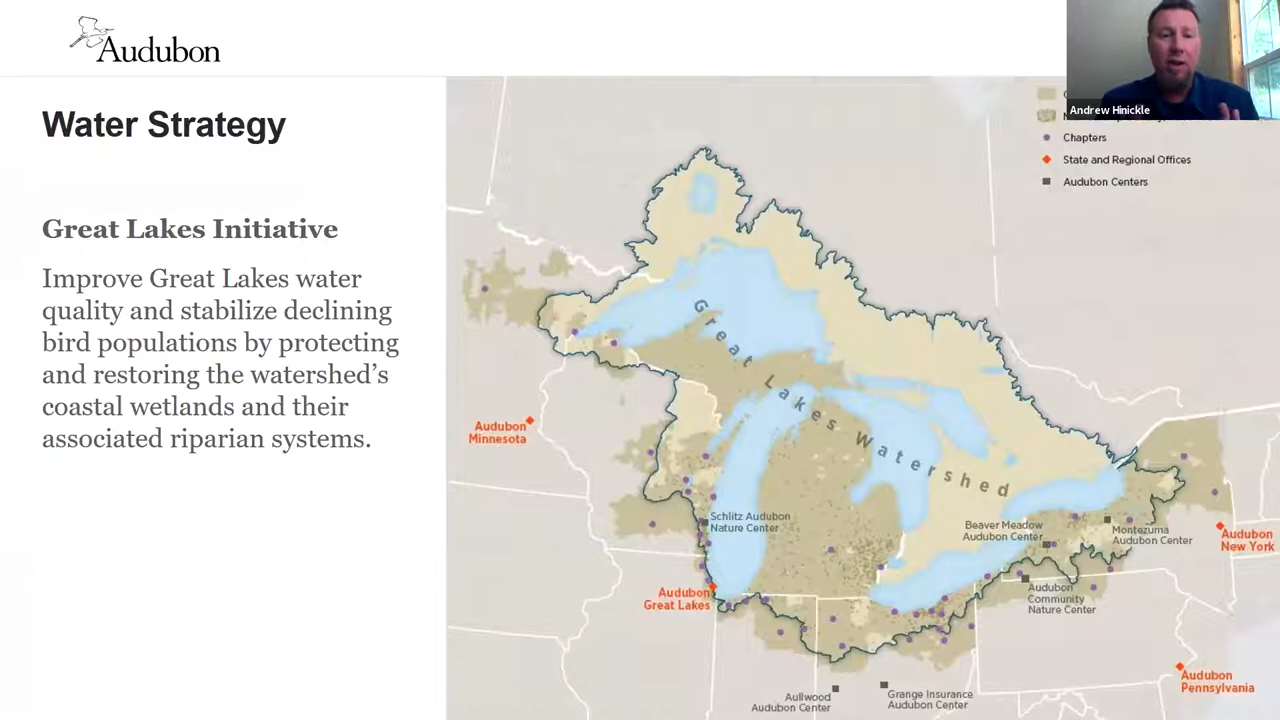 Audubon
Andrew Hinickle
Water Strategy
Chapters
State and Regional Offices
Audubon Centers
Great Lakes Initiative
Improve Great Lakes water
quality and stabilize declining
bird populations by protecting
and restoring the watershed's
coastal wetlands and their
associated riparian systems.
Great Lakes Watershed
Audubon
Minnesota
Schlitz Audubon
Nature Center
Beaver Meadow
Audubon Center
Montezuma
Audubon Center
Audubon
New York
Audubon
Great Lakes
Audubon
Community
Nature Center
Audubon
Pennsylvania
Aullwood
Audubon Center
Grange Insurance
Audubon Center